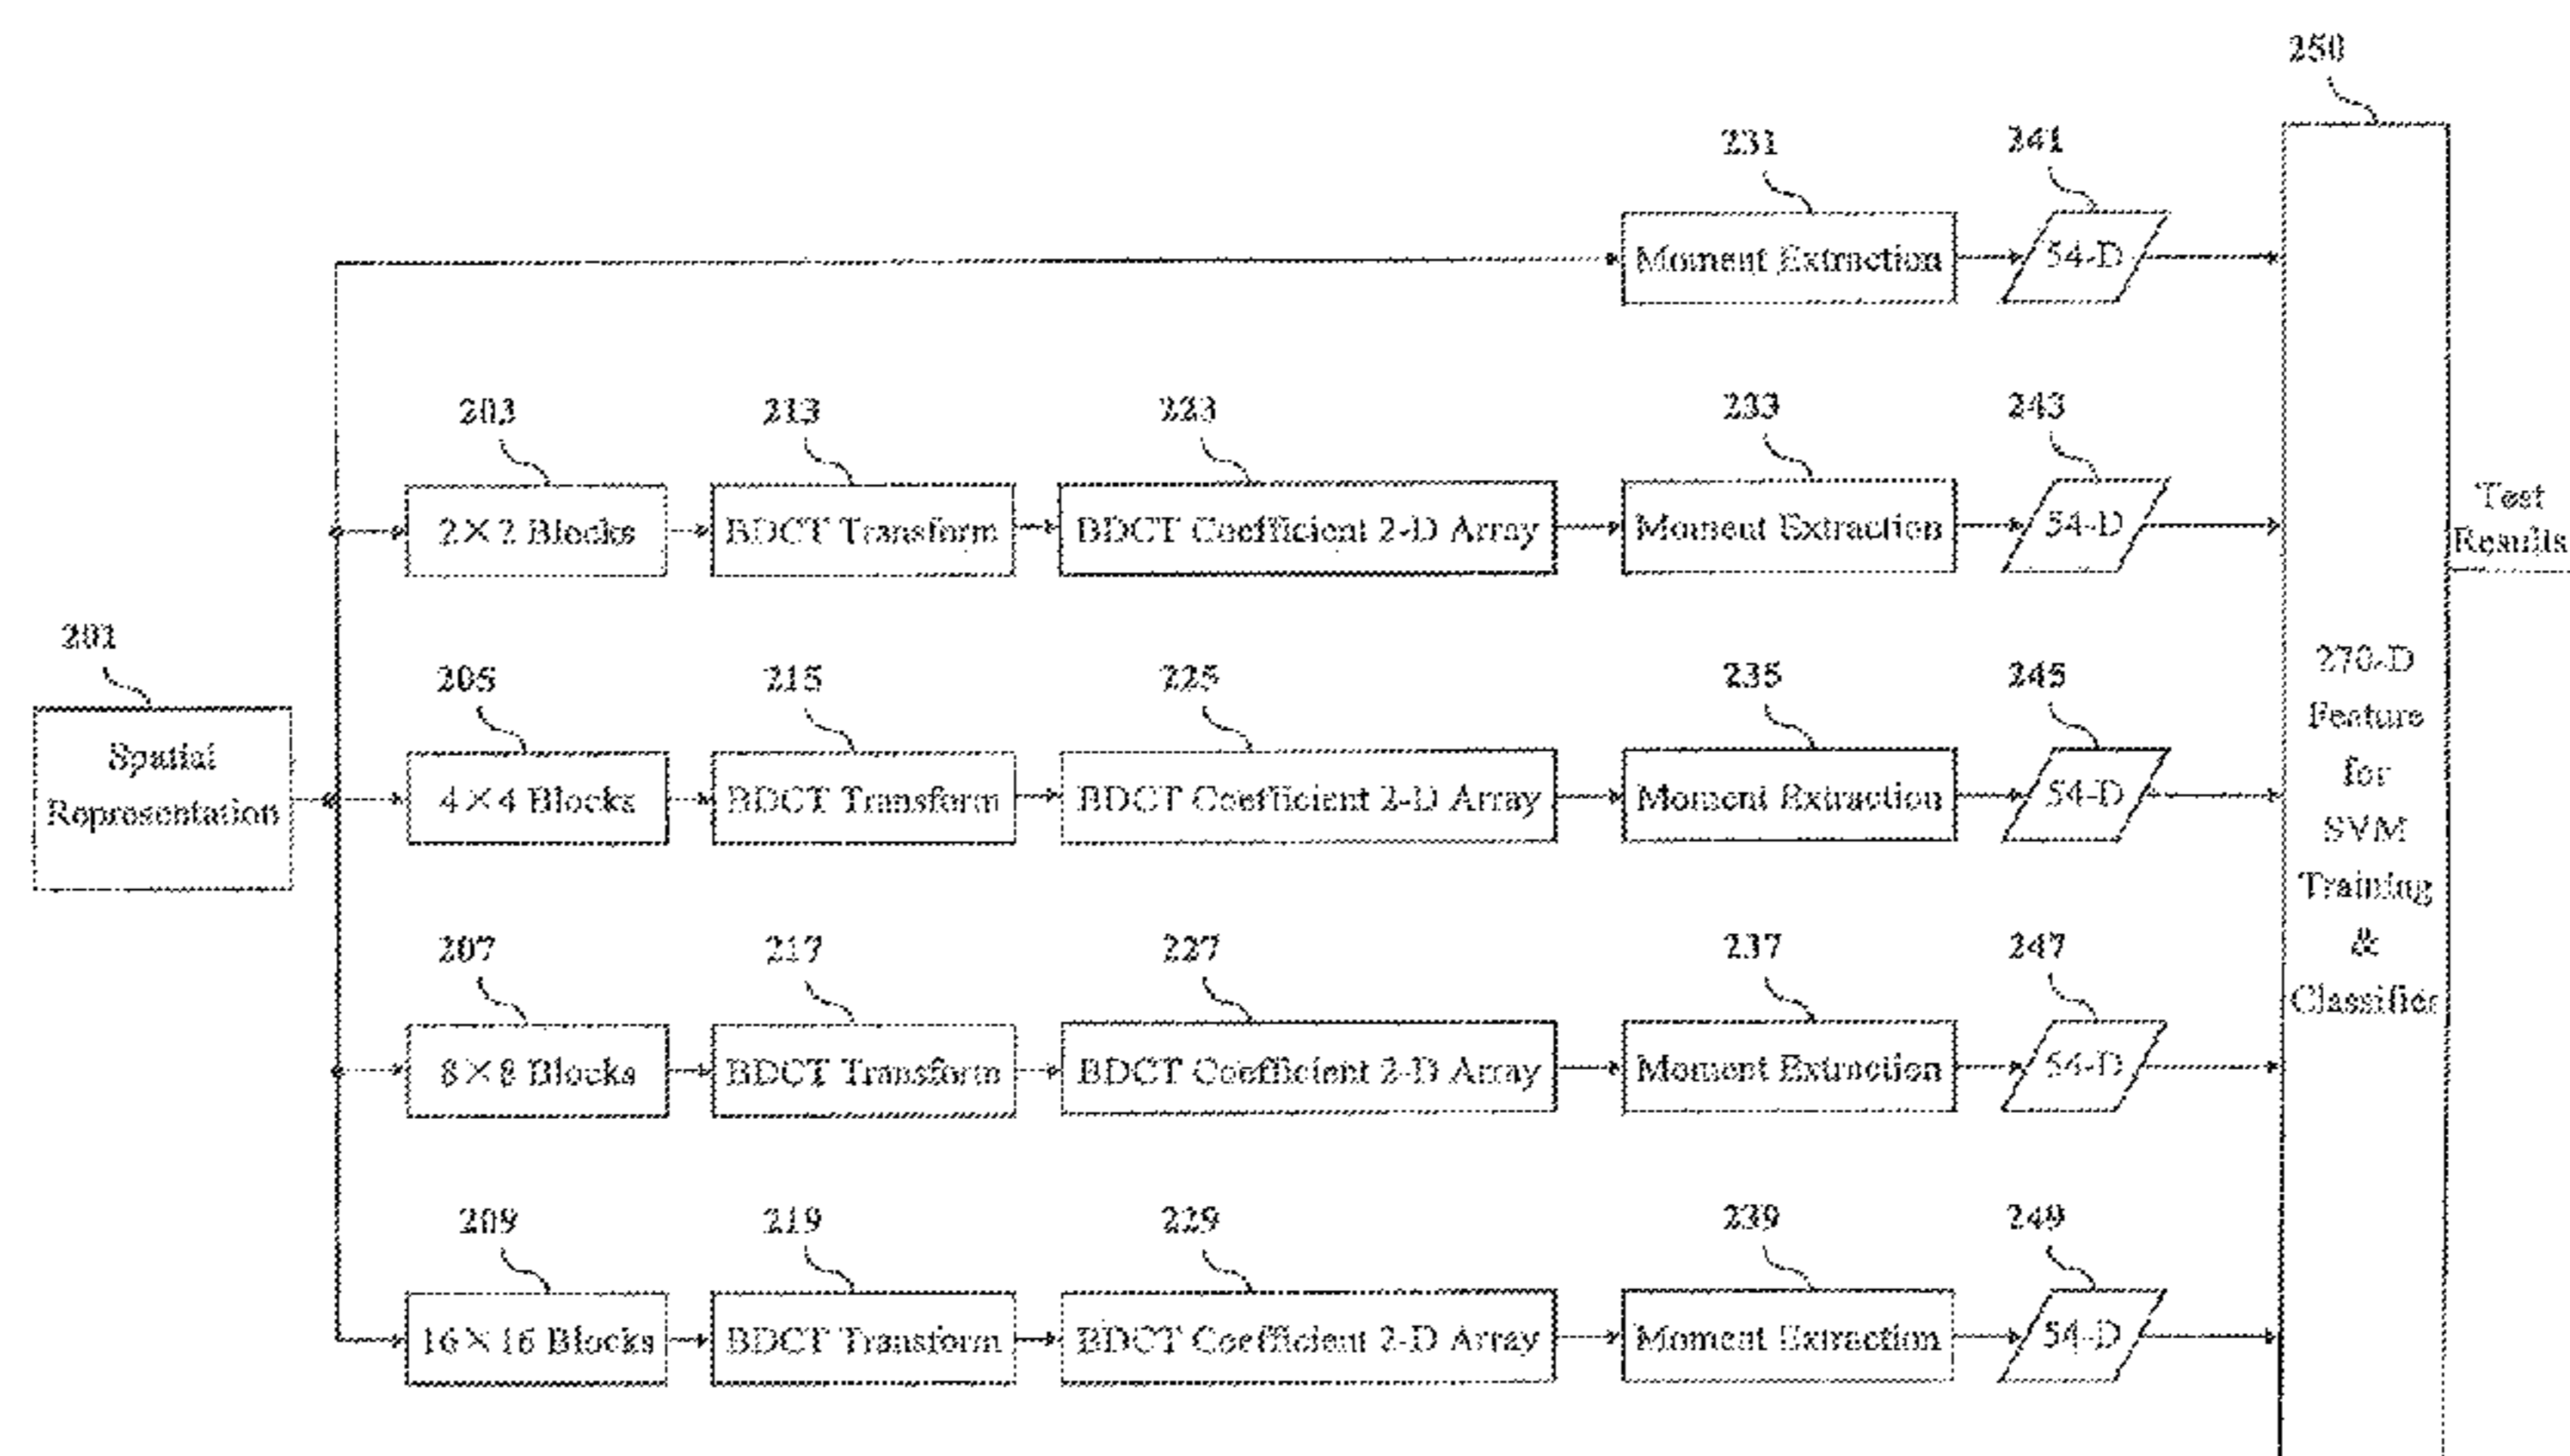 250
231
241
Moment Extraction
54-D
203
213
223
233
243
2×2 Blocks
BDCT Transform
BDCT Coefficient 2-D Array
Moment Extraction
54-D
Test
Results
201
Spatial
Representation
205
215
225
235
245
4×4 Blocks
BDCT Transform
BDCT Coefficient 2-D Array
Moment Extraction
54-D
270-D
Feature
for
SVM
Training
&
Classifier
207
217
227
237
247
8×8 Blocks
BDCT Transform
BDCT Coefficient 2-D Array
Moment Extraction
54-D
209
219
229
239
249
16×16 Blocks
BDCT Transform
BDCT Coefficient 2-D Array
Moment Extraction
54-D